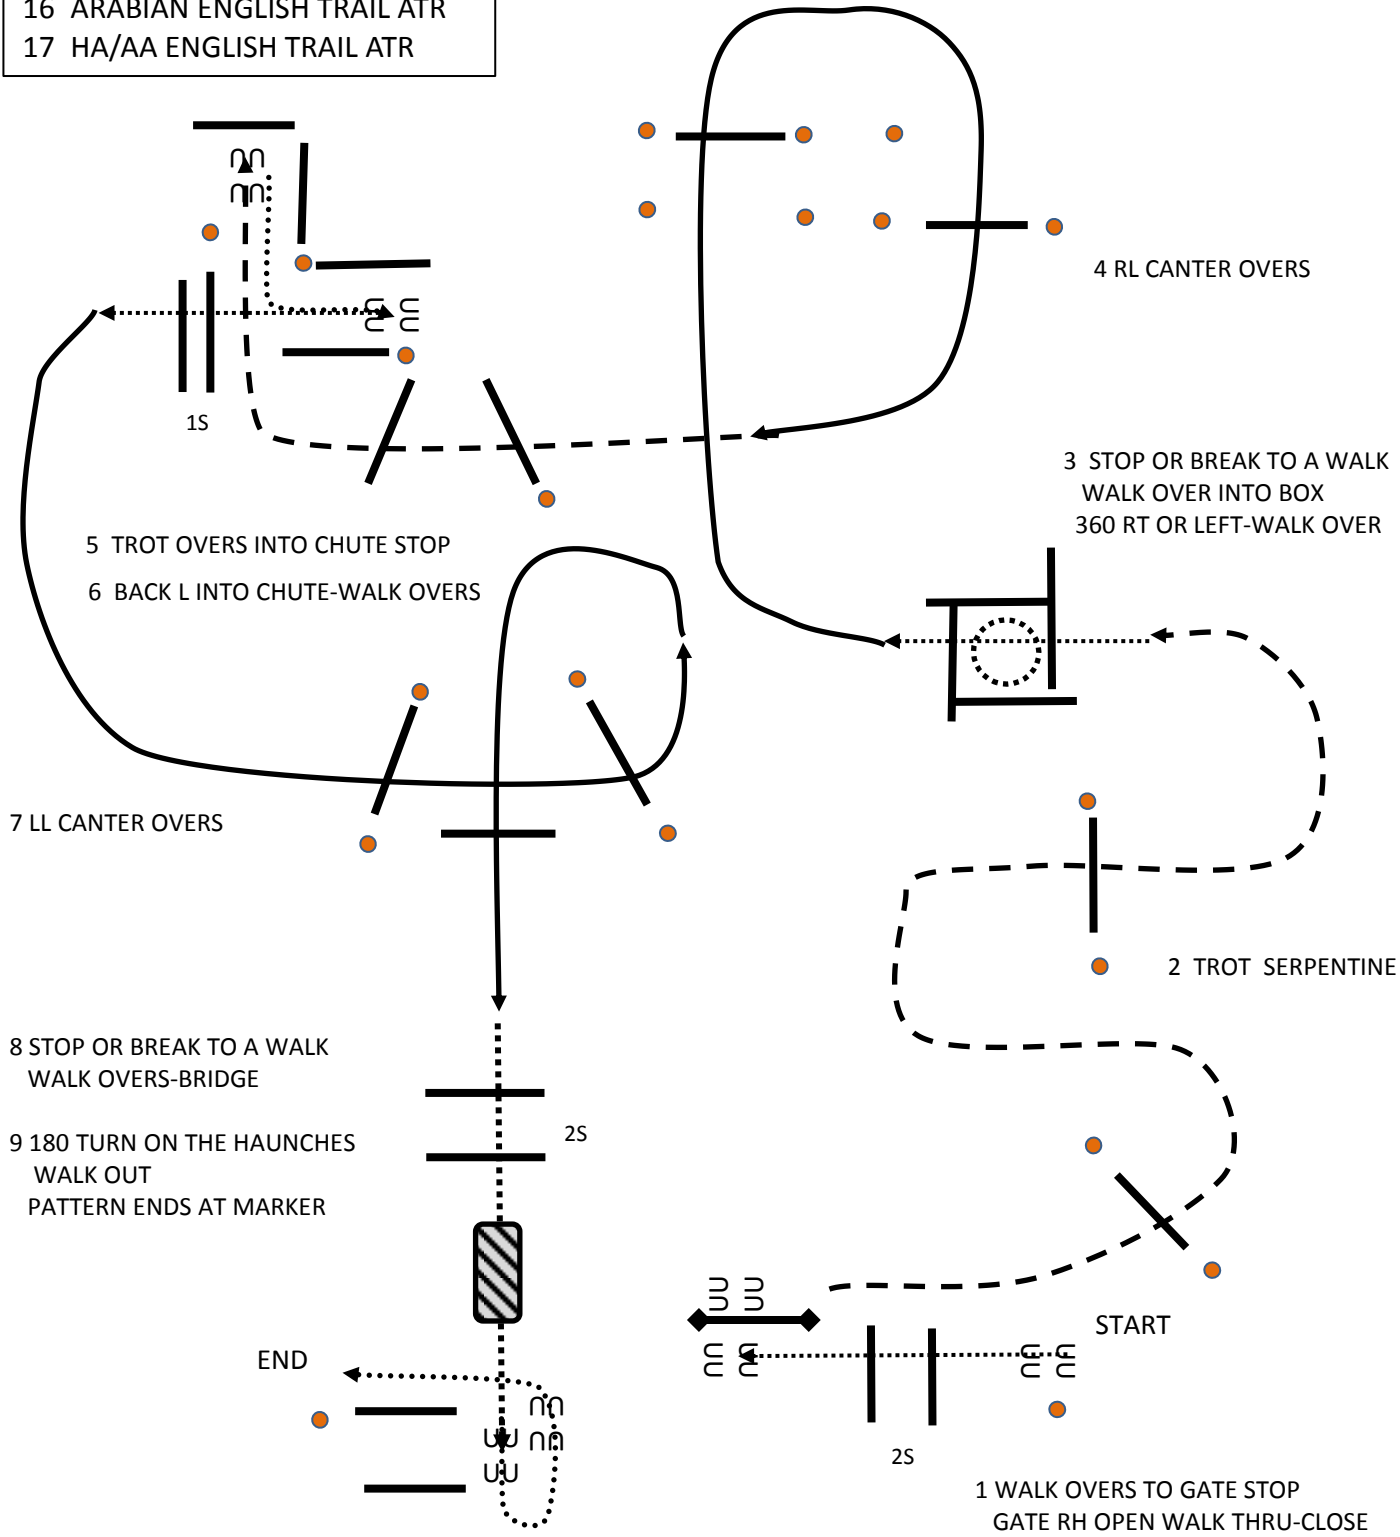 16 ARABIAN ENGLISH TRAIL ATR
17 HA/AA ENGLISH TRAIL ATR
4 RL CANTER OVERS
1S
3 STOP OR BREAK TO A WALK
WALK OVER INTO BOX
360 RT OR LEFT-WALK OVER
5 TROT OVERS INTO CHUTE STOP
6 BACK L INTO CHUTE-WALK OVERS
7 LL CANTER OVERS
2 TROT SERPENTINE
8 STOP OR BREAK TO A WALK
WALK OVERS-BRIDGE
2S
9 180 TURN ON THE HAUNCHES
WALK OUT
PATTERN ENDS AT MARKER
START
END
2S
1 WALK OVERS TO GATE STOP
GATE RH OPEN WALK THRU-CLOSE